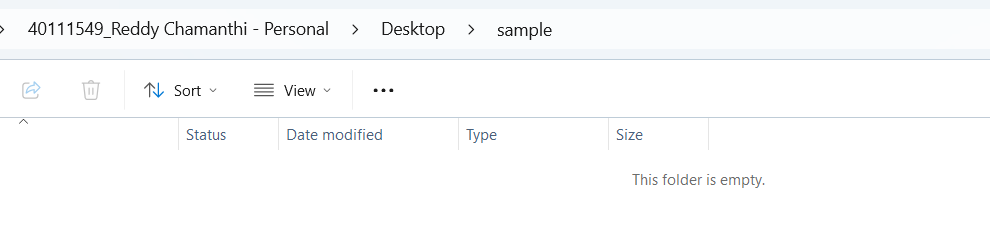 40111549_Reddy Chamanthi - Personal > Desktop > sample
Sort View
Status Date modified Type Size
This folder is empty.